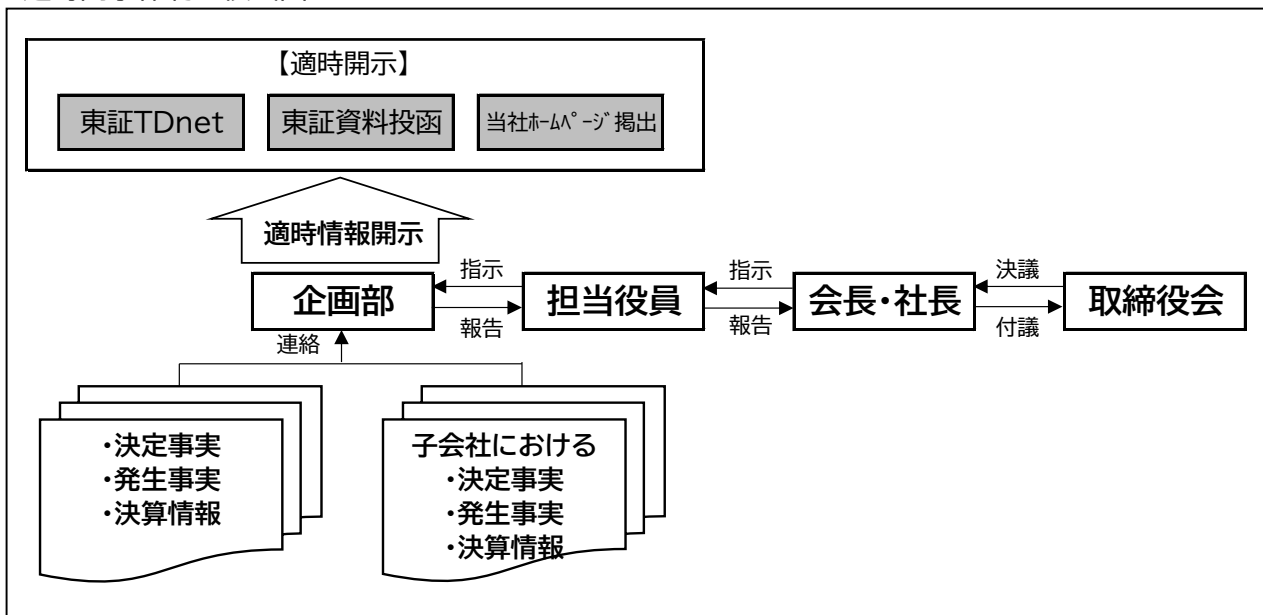 【適時開示】
東証TDnet
東証資料投函
当社ﾎｰﾑﾍﾟｰｼﾞ掲出
適時情報開示
企画部
指示
報告
担当役員
指示
報告
会長・社長
決議
付議
取締役会
連絡
・決定事実
・発生事実
・決算情報
子会社における
・決定事実
・発生事実
・決算情報